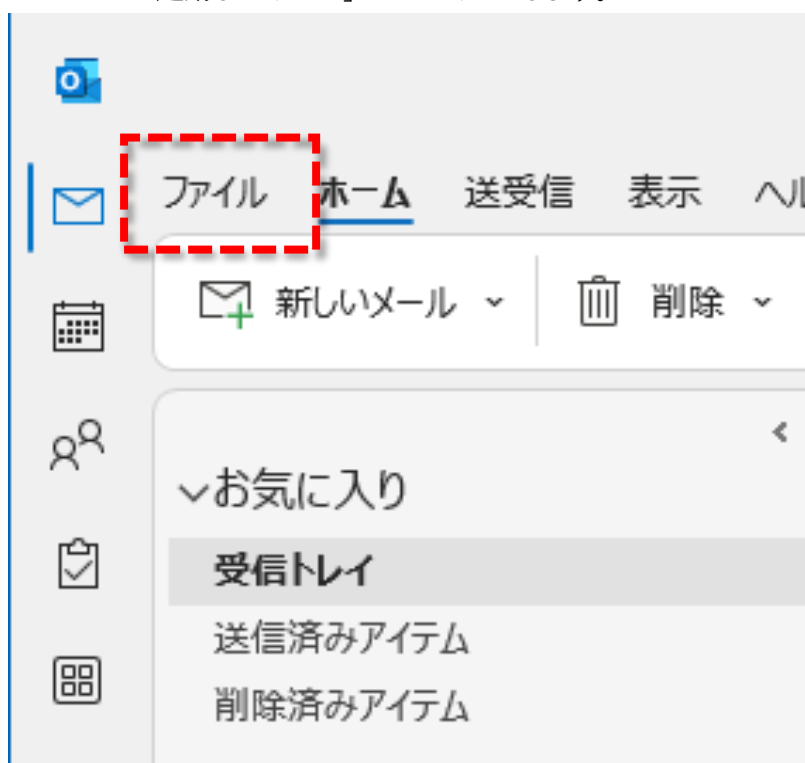 ファイル ホーム 送受信 表示
新しいメール 削除
お気に入り
受信トレイ
送信済みアイテム
削除済みアイテム